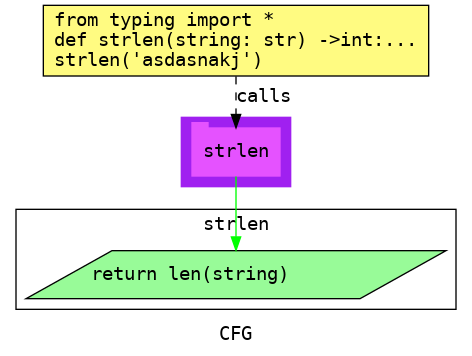 from typing import *
def strlen(string: str) ->int:...
strlen('asdasnakj')
calls
strlen
strlen
return len(string)
CFG